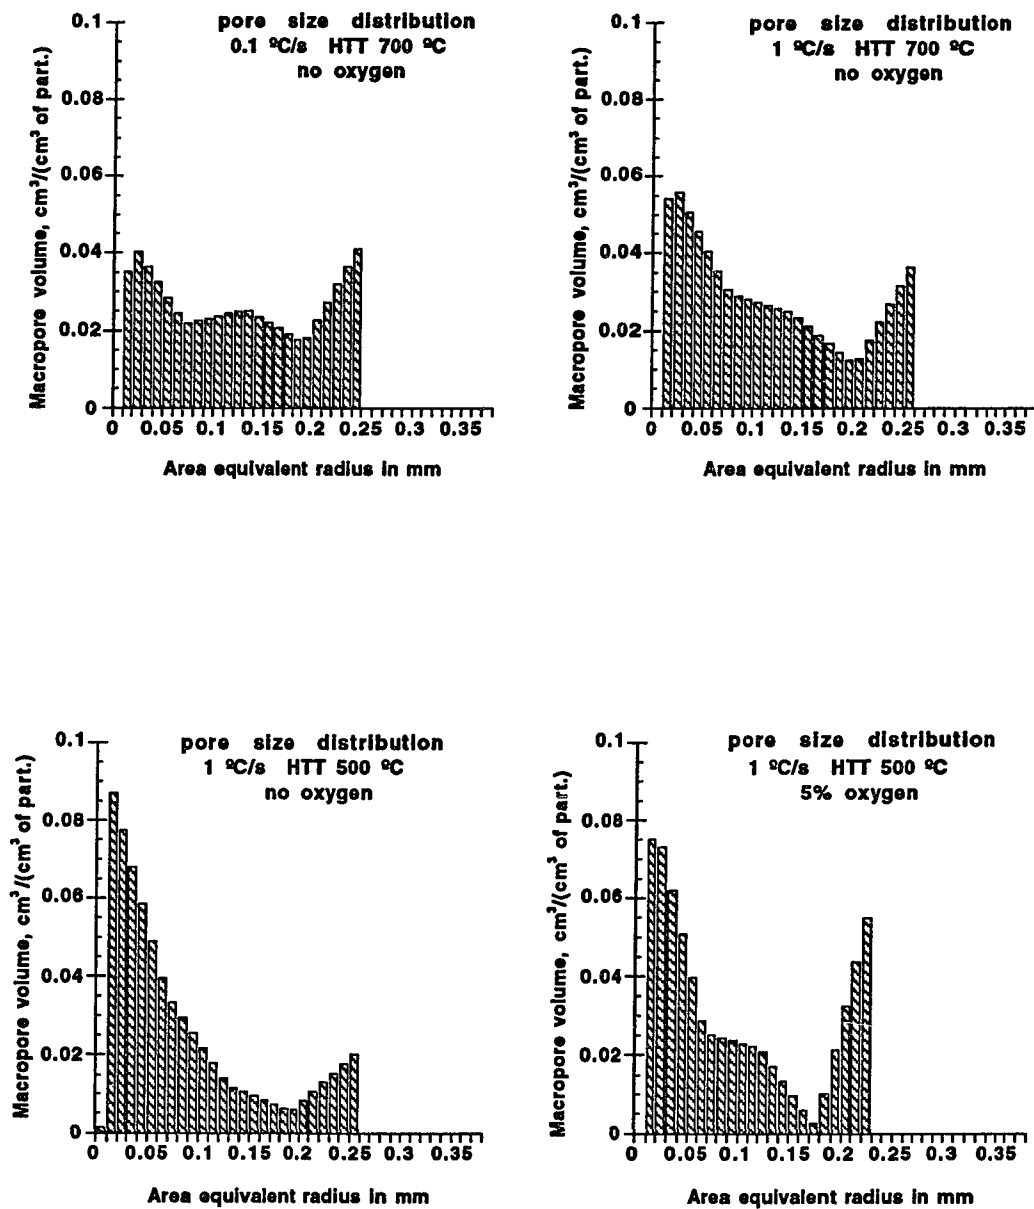 pore size distribution
0.1 ºC/s HTT 700 ºC
no oxygen
0.1
0.08
0.06
0.04
0.02
0
Macropore volume, cm³/(cm³ of part.)
0 0.05 0.1 0.15 0.2 0.25 0.3 0.35
Area equivalent radius in mm
pore size distribution
1 ºC/s HTT 700 ºC
no oxygen
0.1
0.08
0.06
0.04
0.02
0
Macropore volume, cm³/(cm³ of part.)
0 0.05 0.1 0.15 0.2 0.25 0.3 0.35
Area equivalent radius in mm
pore size distribution
1 ºC/s HTT 500 ºC
no oxygen
0.1
0.08
0.06
0.04
0.02
0
Macropore volume, cm³/(cm³ of part.)
0 0.05 0.1 0.15 0.2 0.25 0.3 0.35
Area equivalent radius in mm
pore size distribution
1 ºC/s HTT 500 ºC
5% oxygen
0.1
0.08
0.06
0.04
0.02
0
Macropore volume, cm³/(cm³ of part.)
0 0.05 0.1 0.15 0.2 0.25 0.3 0.35
Area equivalent radius in mm